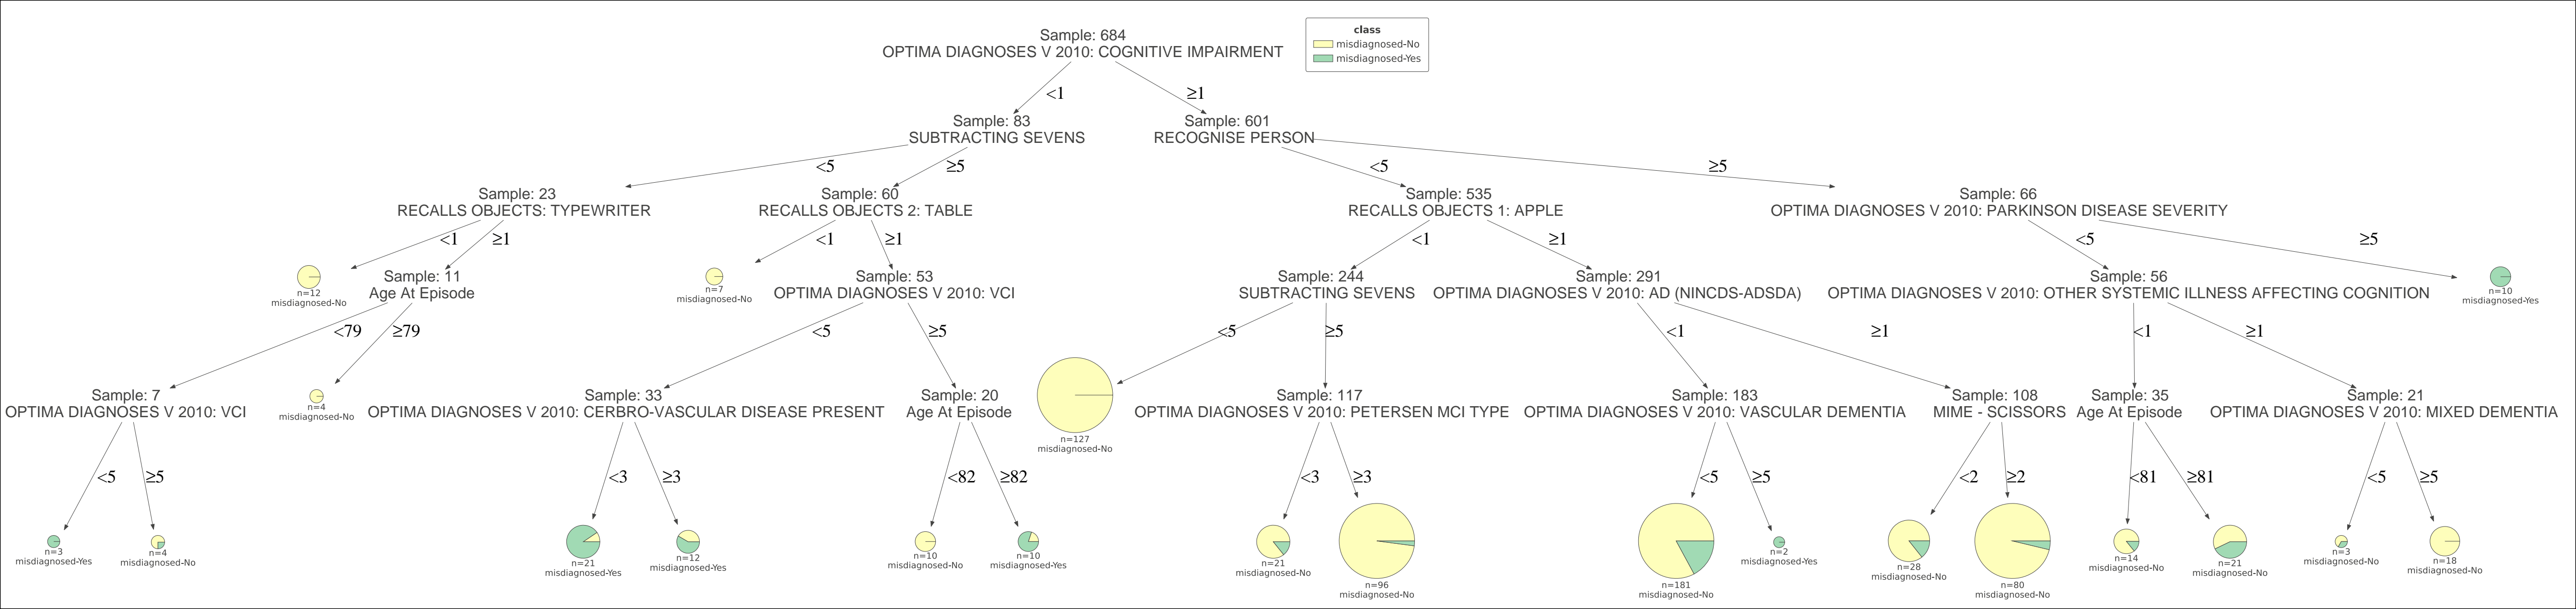 Sample: 684
OPTIMA DIAGNOSES V 2010: COGNITIVE IMPAIRMENT
class
misdiagnosed-No
misdiagnosed-Yes
<1
≥1
Sample: 83
SUBTRACTING SEVENS
Sample: 601
RECOGNISE PERSON
<5
≥5
<5
≥5
Sample: 23
RECALLS OBJECTS: TYPEWRITER
Sample: 60
RECALLS OBJECTS 2: TABLE
Sample: 535
RECALLS OBJECTS 1: APPLE
Sample: 66
OPTIMA DIAGNOSES V 2010: PARKINSON DISEASE SEVERITY
<1
≥1
<1
≥1
<1
≥1
<5
≥5
n=12
misdiagnosed-No
Sample: 11
Age At Episode
n=7
misdiagnosed-No
Sample: 53
OPTIMA DIAGNOSES V 2010: VCI
Sample: 244
SUBTRACTING SEVENS
Sample: 291
OPTIMA DIAGNOSES V 2010: AD (NINCDS-ADSDA)
Sample: 56
OPTIMA DIAGNOSES V 2010: OTHER SYSTEMIC ILLNESS AFFECTING COGNITION
n=10
misdiagnosed-Yes
<79
≥79
<5
≥5
<5
≥5
<1
≥1
<1
≥1
Sample: 7
OPTIMA DIAGNOSES V 2010: VCI
n=4
misdiagnosed-No
Sample: 33
OPTIMA DIAGNOSES V 2010: CERBRO-VASCULAR DISEASE PRESENT
Sample: 20
Age At Episode
n=127
misdiagnosed-No
Sample: 117
OPTIMA DIAGNOSES V 2010: PETERSEN MCI TYPE
Sample: 183
OPTIMA DIAGNOSES V 2010: VASCULAR DEMENTIA
Sample: 108
MIME - SCISSORS
Sample: 35
Age At Episode
Sample: 21
OPTIMA DIAGNOSES V 2010: MIXED DEMENTIA
<5
≥5
<3
≥3
<82
≥82
<3
≥3
<5
≥5
<2
≥2
<81
≥81
<5
≥5
n=3
misdiagnosed-Yes
n=4
misdiagnosed-No
n=21
misdiagnosed-Yes
n=12
misdiagnosed-Yes
n=10
misdiagnosed-No
n=10
misdiagnosed-Yes
n=21
misdiagnosed-No
n=96
misdiagnosed-No
n=181
misdiagnosed-No
n=2
misdiagnosed-Yes
n=28
misdiagnosed-No
n=80
misdiagnosed-No
n=14
misdiagnosed-No
n=21
misdiagnosed-No
n=3
misdiagnosed-No
n=18
misdiagnosed-No